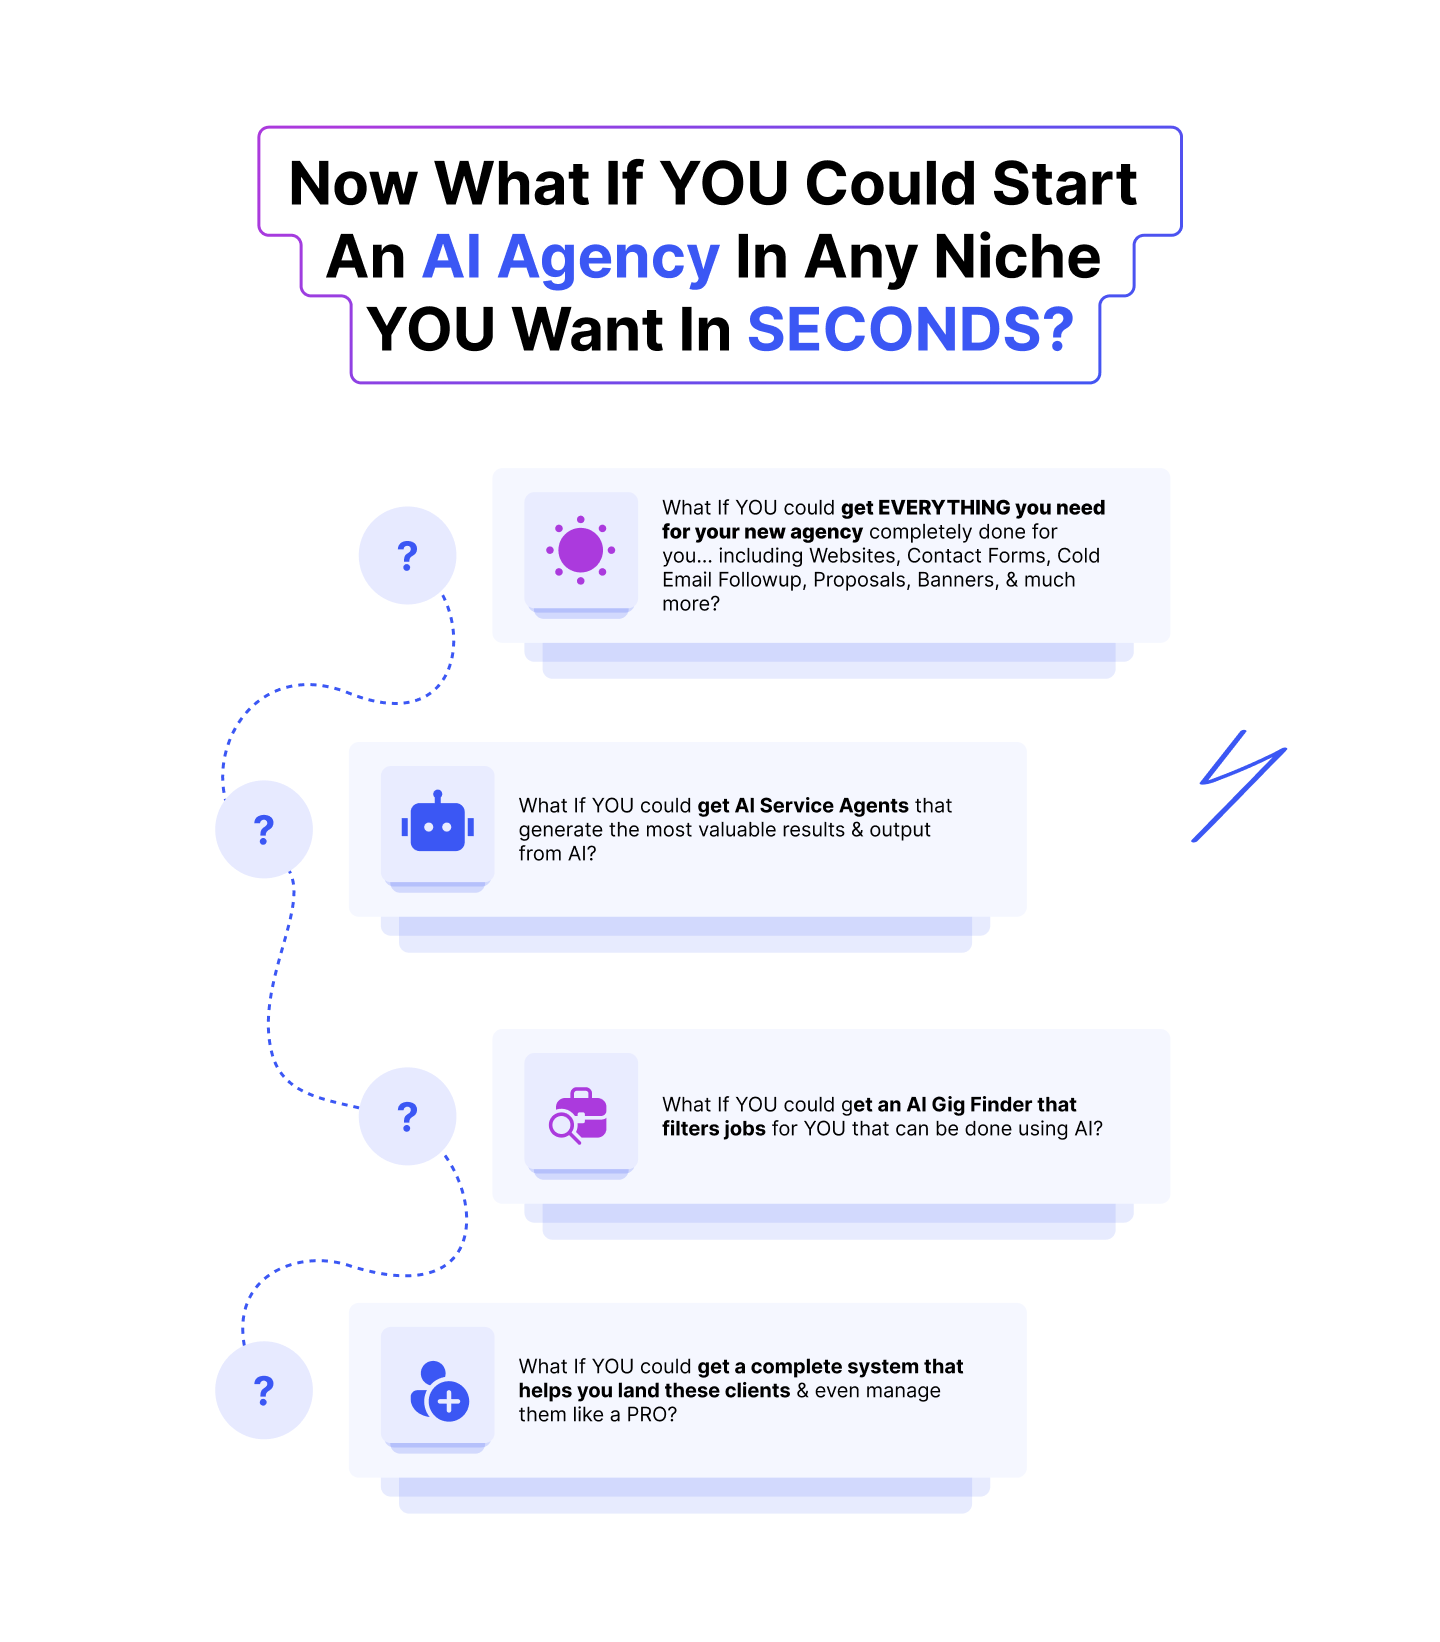 Now What If YOU Could Start
An AI Agency In Any Niche
YOU Want In SECONDS?
?
What If YOU could get EVERYTHING you need
for your new agency completely done for
you... including Websites, Contact Forms, Cold
Email Followup, Proposals, Banners, & much
more?
?
What If YOU could get AI Service Agents that
generate the most valuable results & output
from AI?
?
What If YOU could get an AI Gig Finder that
filters jobs for YOU that can be done using AI?
?
What If YOU could get a complete system that
helps you land these clients & even manage
them like a PRO?